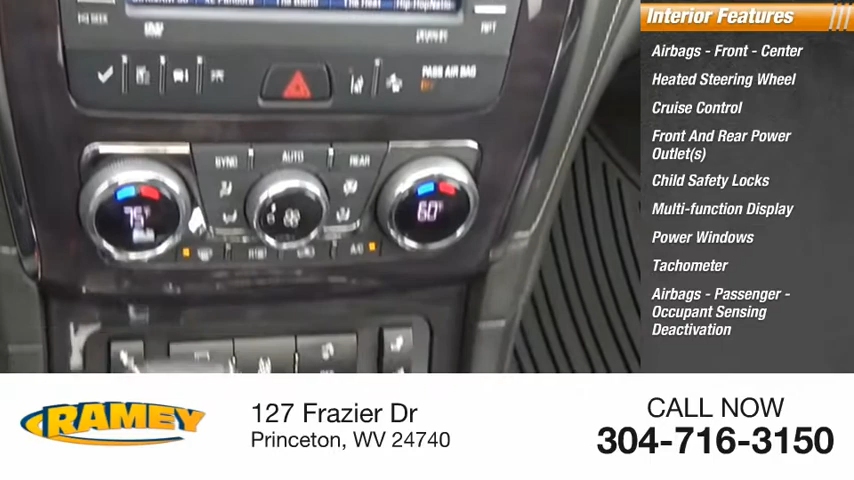 Interior Features
Airbags - Front - Center
Heated Steering Wheel
Cruise Control
Front And Rear Power
Outlet(s)
Child Safety Locks
Multi-function Display
Power Windows
Tachometer
Airbags - Passenger -
Occupant Sensing
Deactivation
PASS AIR BAG
SYNC
AUTO
REAR
75°
60°
A/C
RAMEY
127 Frazier Dr
Princeton, WV 24740
CALL NOW
304-716-3150